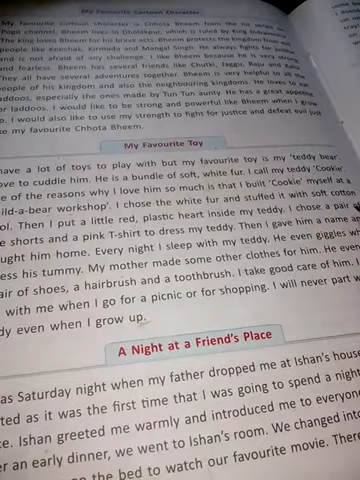 My Favourite Cartoon Character
My favourite cartoon character is Chhota Bheem from the hit series on
Pogo channel. Bheem lives in Dholakpur, which is ruled by King Indravarma.
The king loves Bheem for his brave acts. Bheem protects the kingdom from evil
people like Keechak, Kirmada and Mangal Singh. He always fights for justice
and is not afraid of any challenge. I like Bheem because he is very strong
and fearless. Bheem has several friends like Chutki, Jaggu, Raju and Kalia.
They all have several adventures together. Bheem is very helpful to all the
people of his kingdom and also the neighbouring kingdoms. He loves to eat
laddoos, especially the ones made by Tun Tun aunty. He has a great appetite
or laddoos. I would like to be strong and powerful like Bheem when I grow
. I would also like to use my strength to fight for justice and defeat evil just
ke my favourite Chhota Bheem.
My Favourite Toy
have a lot of toys to play with but my favourite toy is my 'teddy bear'.
ove to cuddle him. He is a bundle of soft, white fur. I call my teddy 'Cookie'
e of the reasons why I love him so much is that I built 'Cookie' myself at a
ild-a-bear workshop'. I chose the white fur and stuffed it with soft cotton
ol. Then I put a little red, plastic heart inside my teddy. I chose a pair
e shorts and a pink T-shirt to dress my teddy. Then I gave him a name
ught him home. Every night I sleep with my teddy. He even giggles wh
ess his tummy. My mother made some other clothes for him. He even
air of shoes, a hairbrush and a toothbrush. I take good care of him. I
with me when I go for a picnic or for shopping. I will never part w
dy even when I grow up.
A Night at a Friend's Place
as Saturday night when my father dropped me at Ishan's house
ted as it was the first time that I was going to spend a night
ce. Ishan greeted me warmly and introduced me to everyone
er an early dinner, we went to Ishan's room. We changed into
on the bed to watch our favourite movie. There